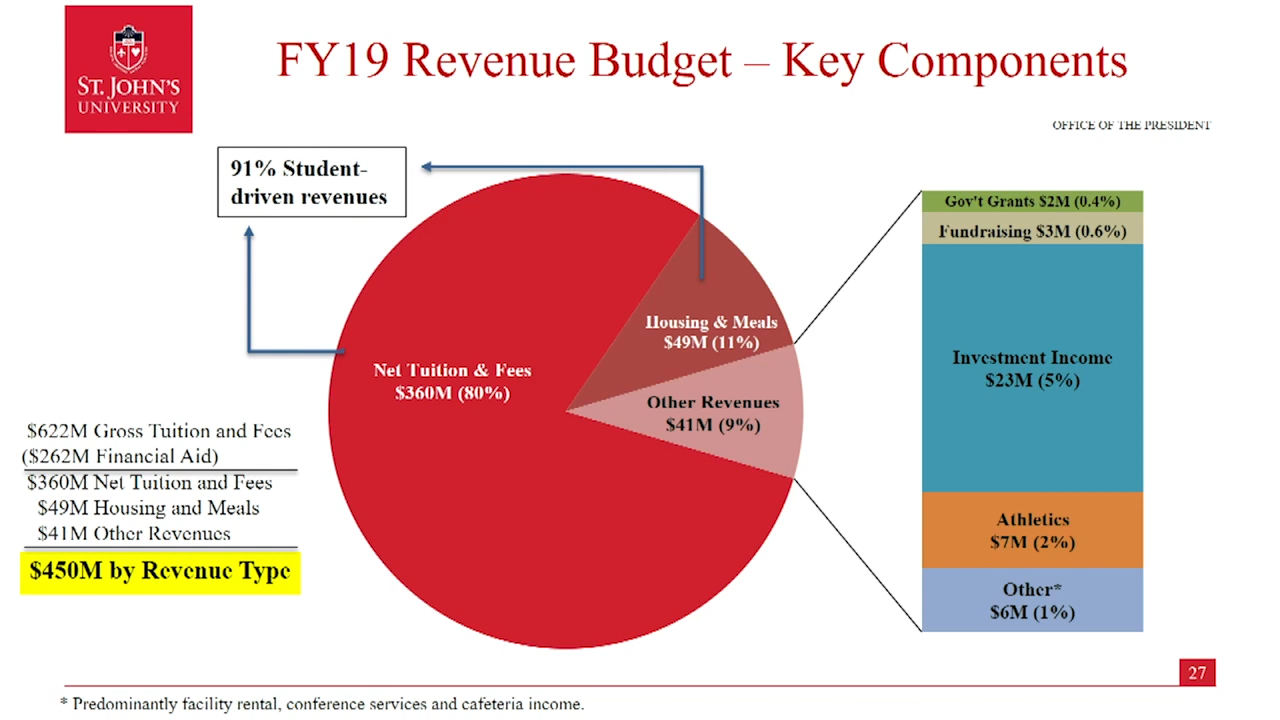 ST. JOHN'S
UNIVERSITY
FY19 Revenue Budget – Key Components
OFFICE OF THE PRESIDENT
91% Student-
driven revenues
Housing & Meals
$49M (11%)
Net Tuition & Fees
$360M (80%)
Other Revenues
$41M (9%)
Gov't Grants $2M (0.4%)
Fundraising $3M (0.6%)
Investment Income
$23M (5%)
Athletics
$7M (2%)
Other*
$6M (1%)
$622M Gross Tuition and Fees
($262M Financial Aid)
$360M Net Tuition and Fees
$49M Housing and Meals
$41M Other Revenues
$450M by Revenue Type
27
* Predominantly facility rental, conference services and cafeteria income.